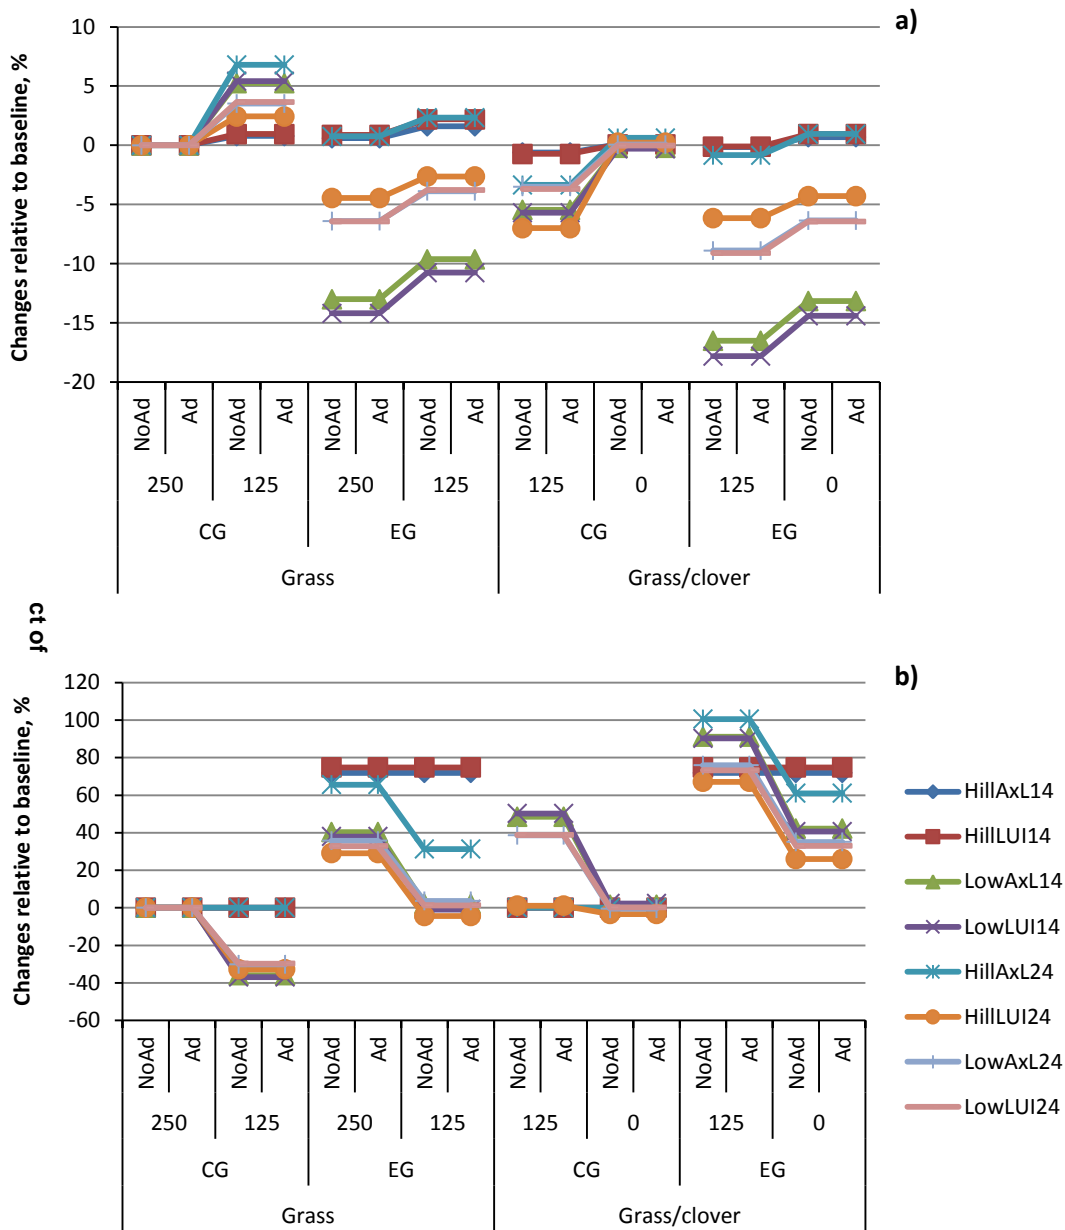 a)
Changes relative to baseline, %
10
5
0
-5
-10
-15
-20
NoAd Ad NoAd Ad NoAd Ad NoAd Ad NoAd Ad NoAd Ad NoAd Ad NoAd Ad
250 125 250 125 125 0 125 0
CG EG CG EG
Grass Grass/clover
ct of
b)
Changes relative to baseline, %
120
100
80
60
40
20
0
-20
-40
-60
NoAd Ad NoAd Ad NoAd Ad NoAd Ad NoAd Ad NoAd Ad NoAd Ad NoAd Ad
250 125 250 125 125 0 125 0
CG EG CG EG
Grass Grass/clover
HillAxL14
HillLUI14
LowAxL14
LowLUI14
HillAxL24
HillLUI24
LowAxL24
LowLUI24